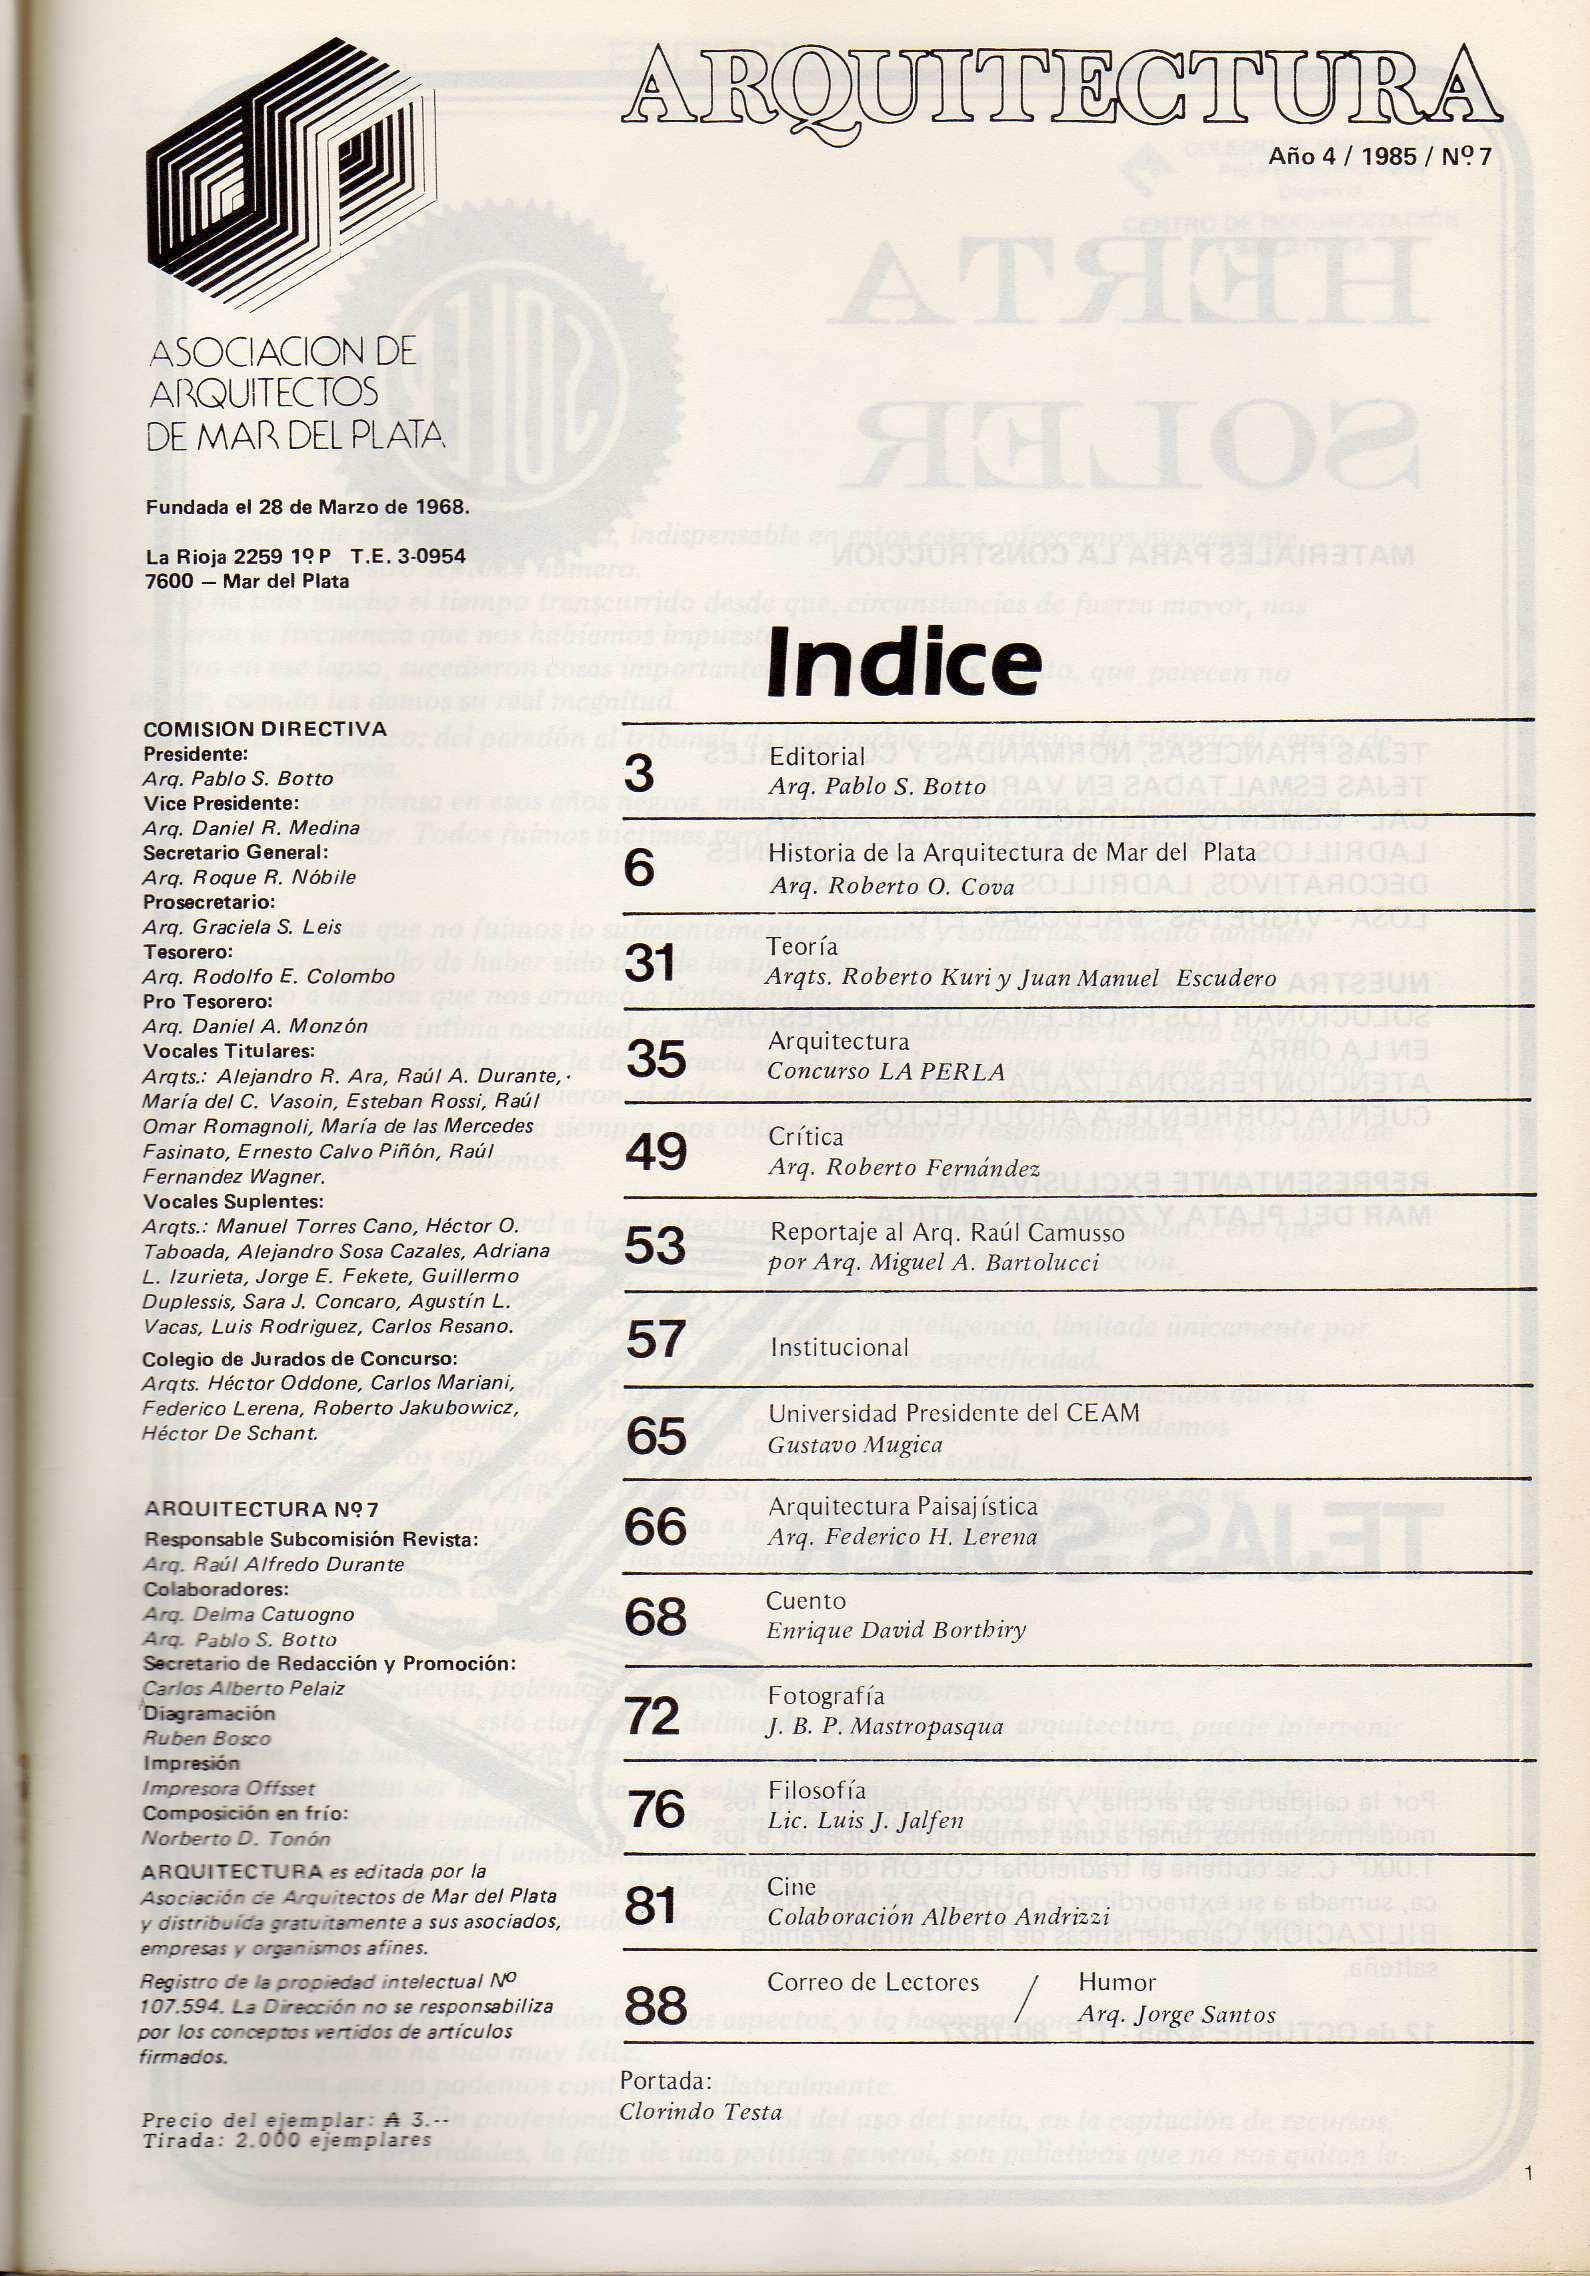 ARQUITECTURA
Año 4 / 1985 / Nº 7
ASOCIACION DE
ARQUITECTOS
DE MAR DEL PLATA
Fundada el 28 de Marzo de 1968.
La Rioja 2259 1º P T.E. 3-0954
7600 — Mar del Plata
COMISION DIRECTIVA
Presidente:
Arq. Pablo S. Botto
Vice Presidente:
Arq. Daniel R. Medina
Secretario General:
Arq. Roque R. Nóbile
Prosecretario:
Arq. Graciela S. Leis
Tesorero:
Arq. Rodolfo E. Colombo
Pro Tesorero:
Arq. Daniel A. Monzón
Vocales Titulares:
Arqts.: Alejandro R. Ara, Raúl A. Durante,
María del C. Vasoin, Esteban Rossi, Raúl
Omar Romagnoli, María de las Mercedes
Fasinato, Ernesto Calvo Piñón, Raúl
Fernandez Wagner.
Vocales Suplentes:
Arqts.: Manuel Torres Cano, Héctor O.
Taboada, Alejandro Sosa Cazales, Adriana
L. Izurieta, Jorge E. Fekete, Guillermo
Duplessis, Sara J. Concaro, Agustín L.
Vacas, Luis Rodriguez, Carlos Resano.
Colegio de Jurados de Concurso:
Arqts. Héctor Oddone, Carlos Mariani,
Federico Lerena, Roberto Jakubowicz,
Héctor De Schant.
ARQUITECTURA Nº 7
Responsable Subcomisión Revista:
Arq. Raúl Alfredo Durante
Colaboradores:
Arq. Delma Catuogno
Arq. Pablo S. Botto
Secretario de Redacción y Promoción:
Carlos Alberto Pelaiz
Diagramación
Ruben Bosco
Impresión
Impresora Offsset
Composición en frío:
Norberto D. Tonón
ARQUITECTURA es editada por la
Asociación de Arquitectos de Mar del Plata
y distribuída gratuitamente a sus asociados,
empresas y organismos afines.
Registro de la propiedad intelectual Nº
107.594. La Dirección no se responsabiliza
por los conceptos vertidos de artículos
firmados.
Precio del ejemplar: ₳ 3.--
Tirada: 2.000 ejemplares
Indice
3 Editorial
Arq. Pablo S. Botto
6 Historia de la Arquitectura de Mar del Plata
Arq. Roberto O. Cova
31 Teoría
Arqts. Roberto Kuri y Juan Manuel Escudero
35 Arquitectura
Concurso LA PERLA
49 Crítica
Arq. Roberto Fernández
53 Reportaje al Arq. Raúl Camusso
por Arq. Miguel A. Bartolucci
57 Institucional
65 Universidad Presidente del CEAM
Gustavo Mugica
66 Arquitectura Paisajística
Arq. Federico H. Lerena
68 Cuento
Enrique David Borthiry
72 Fotografía
J. B. P. Mastropasqua
76 Filosofía
Lic. Luis J. Jalfen
81 Cine
Colaboración Alberto Andrizzi
88 Correo de Lectores / Humor
Arq. Jorge Santos
Portada:
Clorindo Testa
1